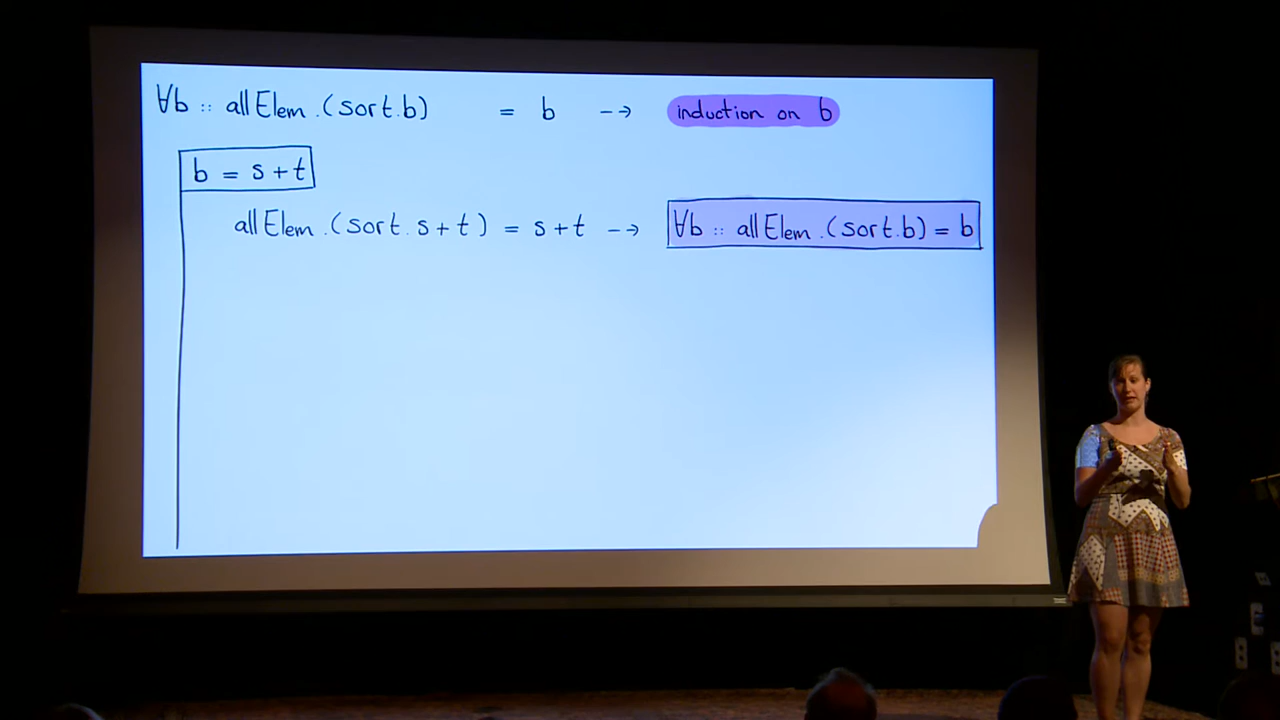 ∀b :: allElem.(sort.b) = b --> induction on b
b = s+t
allElem.(sort.s+t) = s+t --> ∀b :: allElem.(sort.b) = b